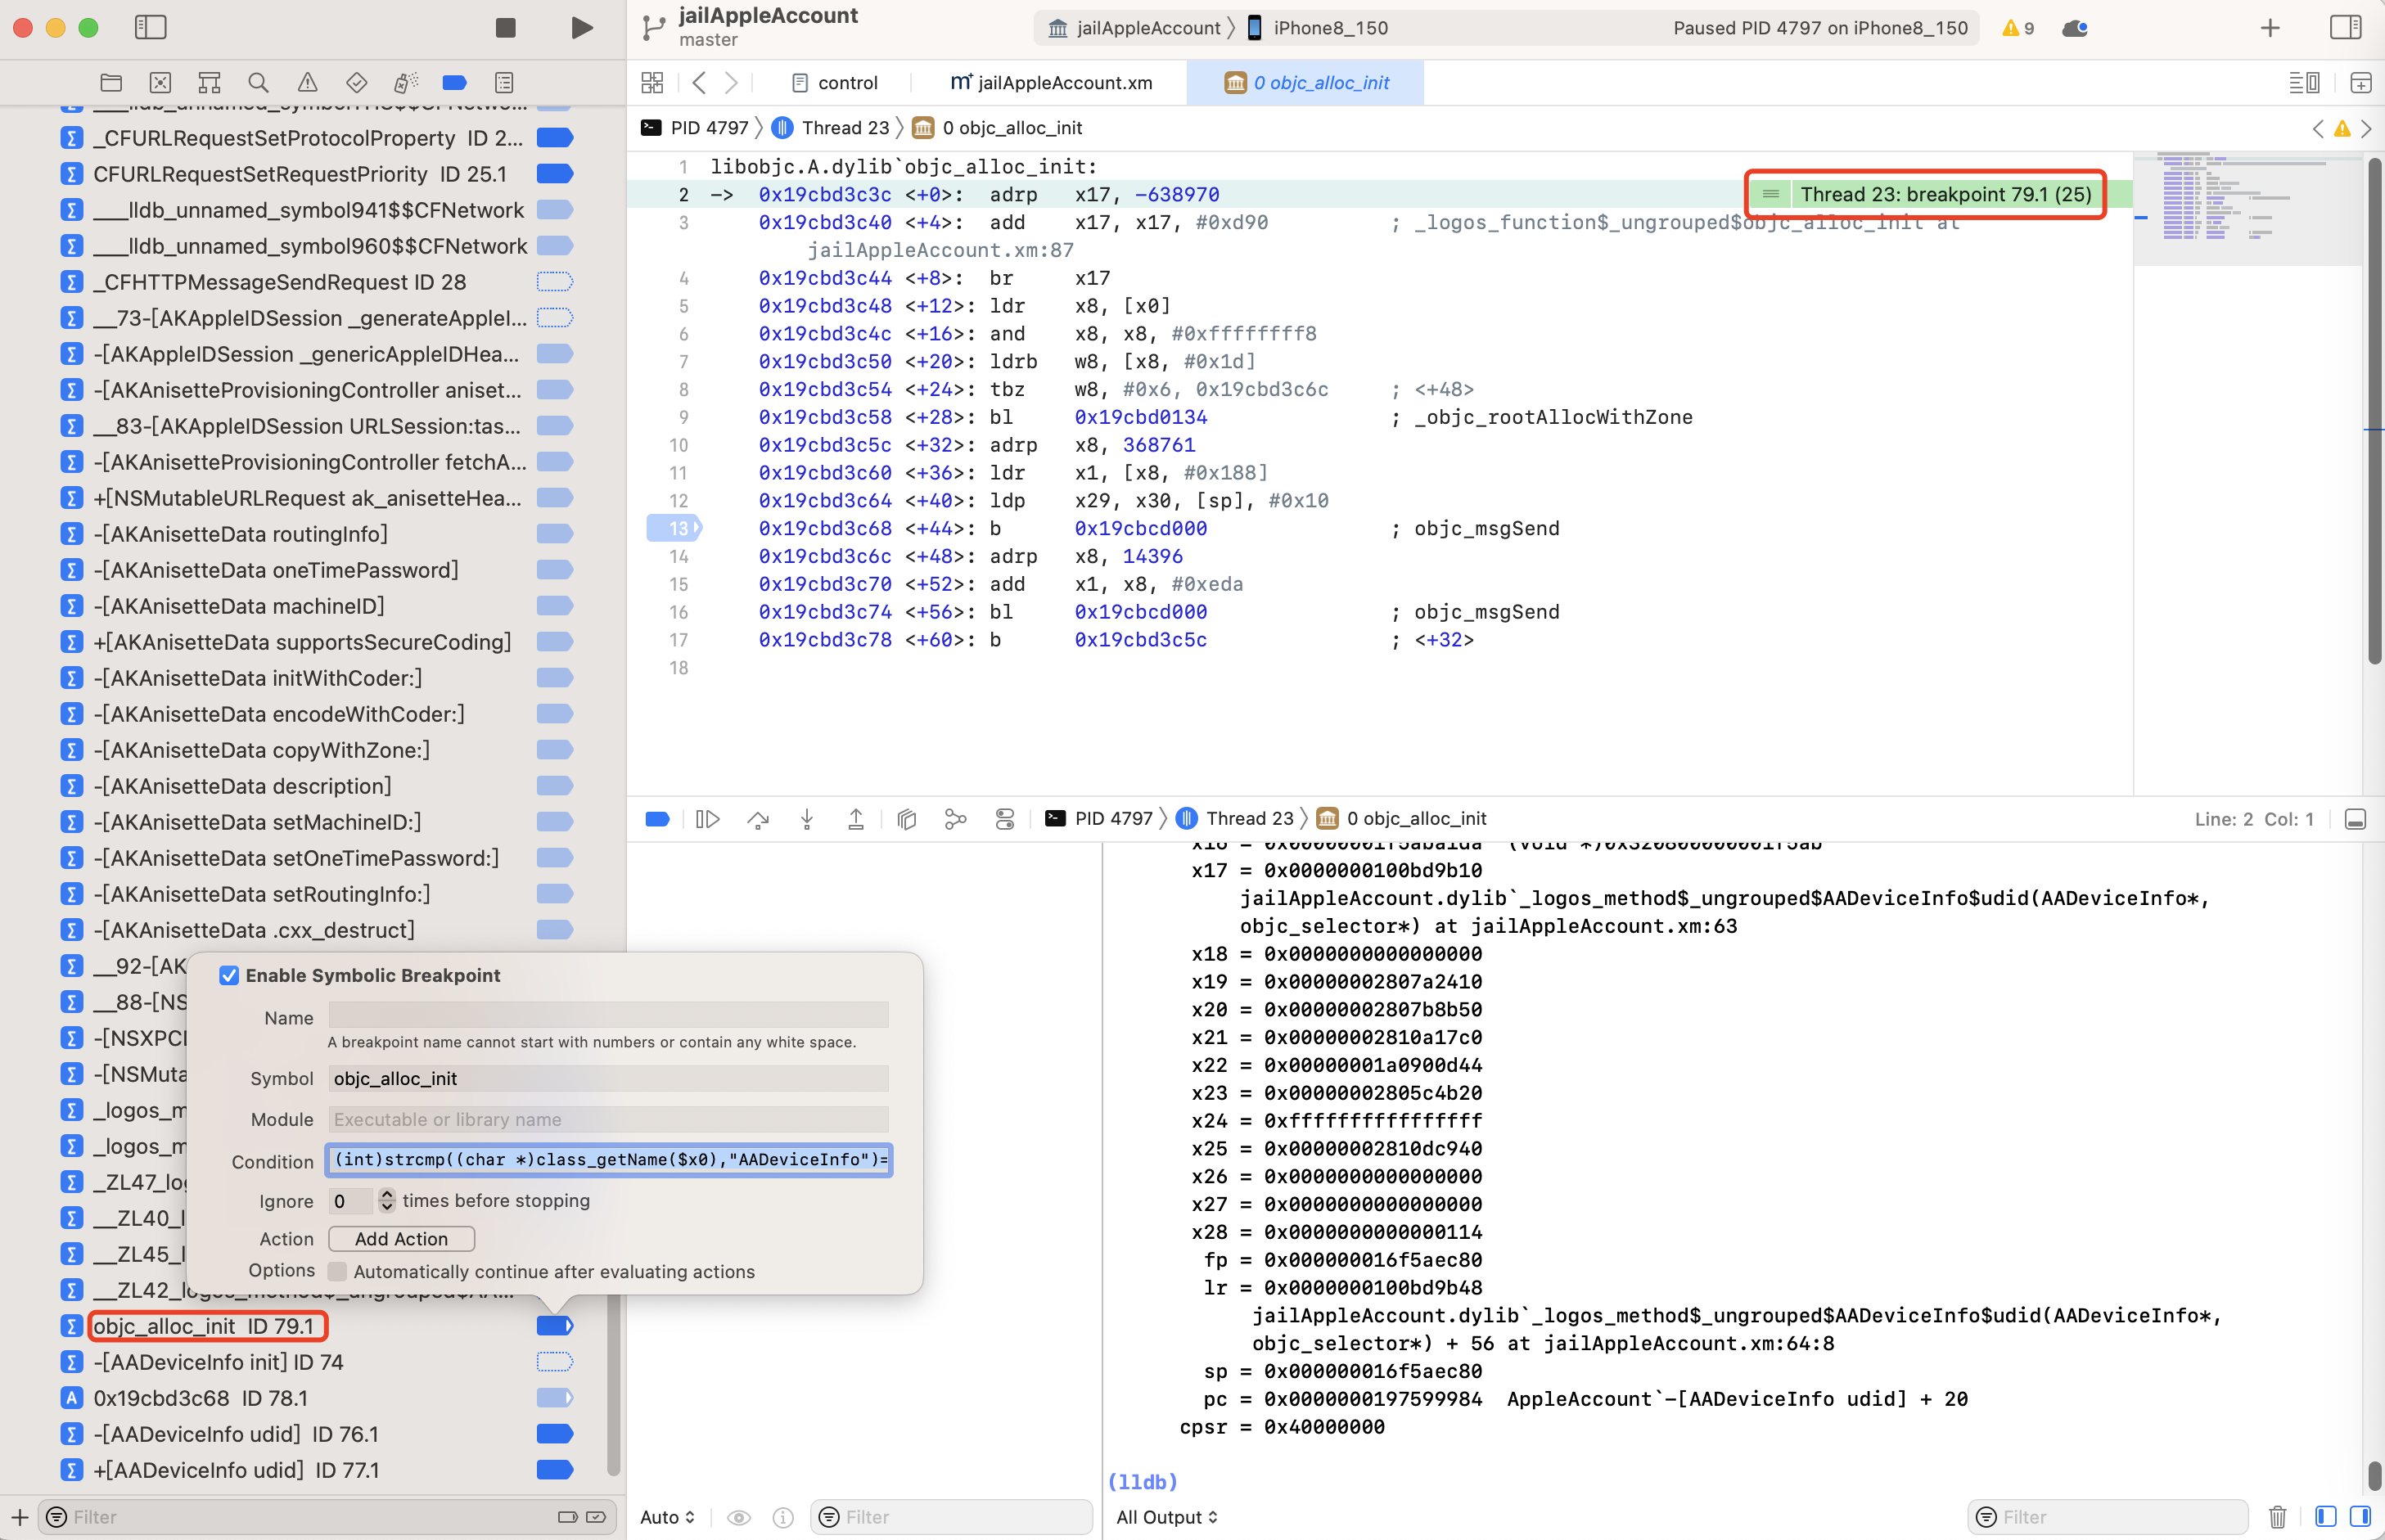 jailAppleAccount
master
jailAppleAccount 〉 iPhone8_150
Paused PID 4797 on iPhone8_150
9
control
m⁺ jailAppleAccount.xm
0 objc_alloc_init
PID 4797 〉 Thread 23 〉 0 objc_alloc_init
_CFURLRequestSetProtocolProperty ID 2...
CFURLRequestSetRequestPriority ID 25.1
____lldb_unnamed_symbol941$$CFNetwork
____lldb_unnamed_symbol960$$CFNetwork
_CFHTTPMessageSendRequest ID 28
__73-[AKAppleIDSession _generateAppleI...
-[AKAppleIDSession _genericAppleIDHea...
-[AKAnisetteProvisioningController aniset...
__83-[AKAppleIDSession URLSession:tas...
-[AKAnisetteProvisioningController fetchA...
+[NSMutableURLRequest ak_anisetteHea...
-[AKAnisetteData routingInfo]
-[AKAnisetteData oneTimePassword]
-[AKAnisetteData machineID]
+[AKAnisetteData supportsSecureCoding]
-[AKAnisetteData initWithCoder:]
-[AKAnisetteData encodeWithCoder:]
-[AKAnisetteData copyWithZone:]
-[AKAnisetteData description]
-[AKAnisetteData setMachineID:]
-[AKAnisetteData setOneTimePassword:]
-[AKAnisetteData setRoutingInfo:]
-[AKAnisetteData .cxx_destruct]
__92-[AK
__88-[NS
-[NSXPC
-[NSMuta
_logos_m
_logos_m
_ZL47_log
__ZL40_l
__ZL45_l
__ZL42_logos_method$_ungrouped$AA...
objc_alloc_init ID 79.1
-[AADeviceInfo init] ID 74
0x19cbd3c68 ID 78.1
-[AADeviceInfo udid] ID 76.1
+[AADeviceInfo udid] ID 77.1
Filter
Enable Symbolic Breakpoint
Name
A breakpoint name cannot start with numbers or contain any white space.
Symbol objc_alloc_init
Module Executable or library name
Condition (int)strcmp((char *)class_getName($x0),"AADeviceInfo")=
Ignore 0 times before stopping
Action Add Action
Options Automatically continue after evaluating actions
1 libobjc.A.dylib`objc_alloc_init:
2 -> 0x19cbd3c3c <+0>: adrp x17, -638970
Thread 23: breakpoint 79.1 (25)
3 0x19cbd3c40 <+4>: add x17, x17, #0xd90 ; _logos_function$_ungrouped$objc_alloc_init at
jailAppleAccount.xm:87
4 0x19cbd3c44 <+8>: br x17
5 0x19cbd3c48 <+12>: ldr x8, [x0]
6 0x19cbd3c4c <+16>: and x8, x8, #0xffffffff8
7 0x19cbd3c50 <+20>: ldrb w8, [x8, #0x1d]
8 0x19cbd3c54 <+24>: tbz w8, #0x6, 0x19cbd3c6c ; <+48>
9 0x19cbd3c58 <+28>: bl 0x19cbd0134 ; _objc_rootAllocWithZone
10 0x19cbd3c5c <+32>: adrp x8, 368761
11 0x19cbd3c60 <+36>: ldr x1, [x8, #0x188]
12 0x19cbd3c64 <+40>: ldp x29, x30, [sp], #0x10
13 0x19cbd3c68 <+44>: b 0x19cbcd000 ; objc_msgSend
14 0x19cbd3c6c <+48>: adrp x8, 14396
15 0x19cbd3c70 <+52>: add x1, x8, #0xeda
16 0x19cbd3c74 <+56>: bl 0x19cbcd000 ; objc_msgSend
17 0x19cbd3c78 <+60>: b 0x19cbd3c5c ; <+32>
18
PID 4797 〉 Thread 23 〉 0 objc_alloc_init
Line: 2 Col: 1
x17 = 0x0000000100bd9b10
jailAppleAccount.dylib`_logos_method$_ungrouped$AADeviceInfo$udid(AADeviceInfo*,
objc_selector*) at jailAppleAccount.xm:63
x18 = 0x0000000000000000
x19 = 0x00000002807a2410
x20 = 0x00000002807b8b50
x21 = 0x00000002810a17c0
x22 = 0x00000001a0900d44
x23 = 0x00000002805c4b20
x24 = 0xffffffffffffffff
x25 = 0x00000002810dc940
x26 = 0x0000000000000000
x27 = 0x0000000000000000
x28 = 0x0000000000000114
fp = 0x000000016f5aec80
lr = 0x0000000100bd9b48
jailAppleAccount.dylib`_logos_method$_ungrouped$AADeviceInfo$udid(AADeviceInfo*,
objc_selector*) + 56 at jailAppleAccount.xm:64:8
sp = 0x000000016f5aec80
pc = 0x0000000197599984 AppleAccount`-[AADeviceInfo udid] + 20
cpsr = 0x40000000
(lldb)
Auto
Filter
All Output
Filter